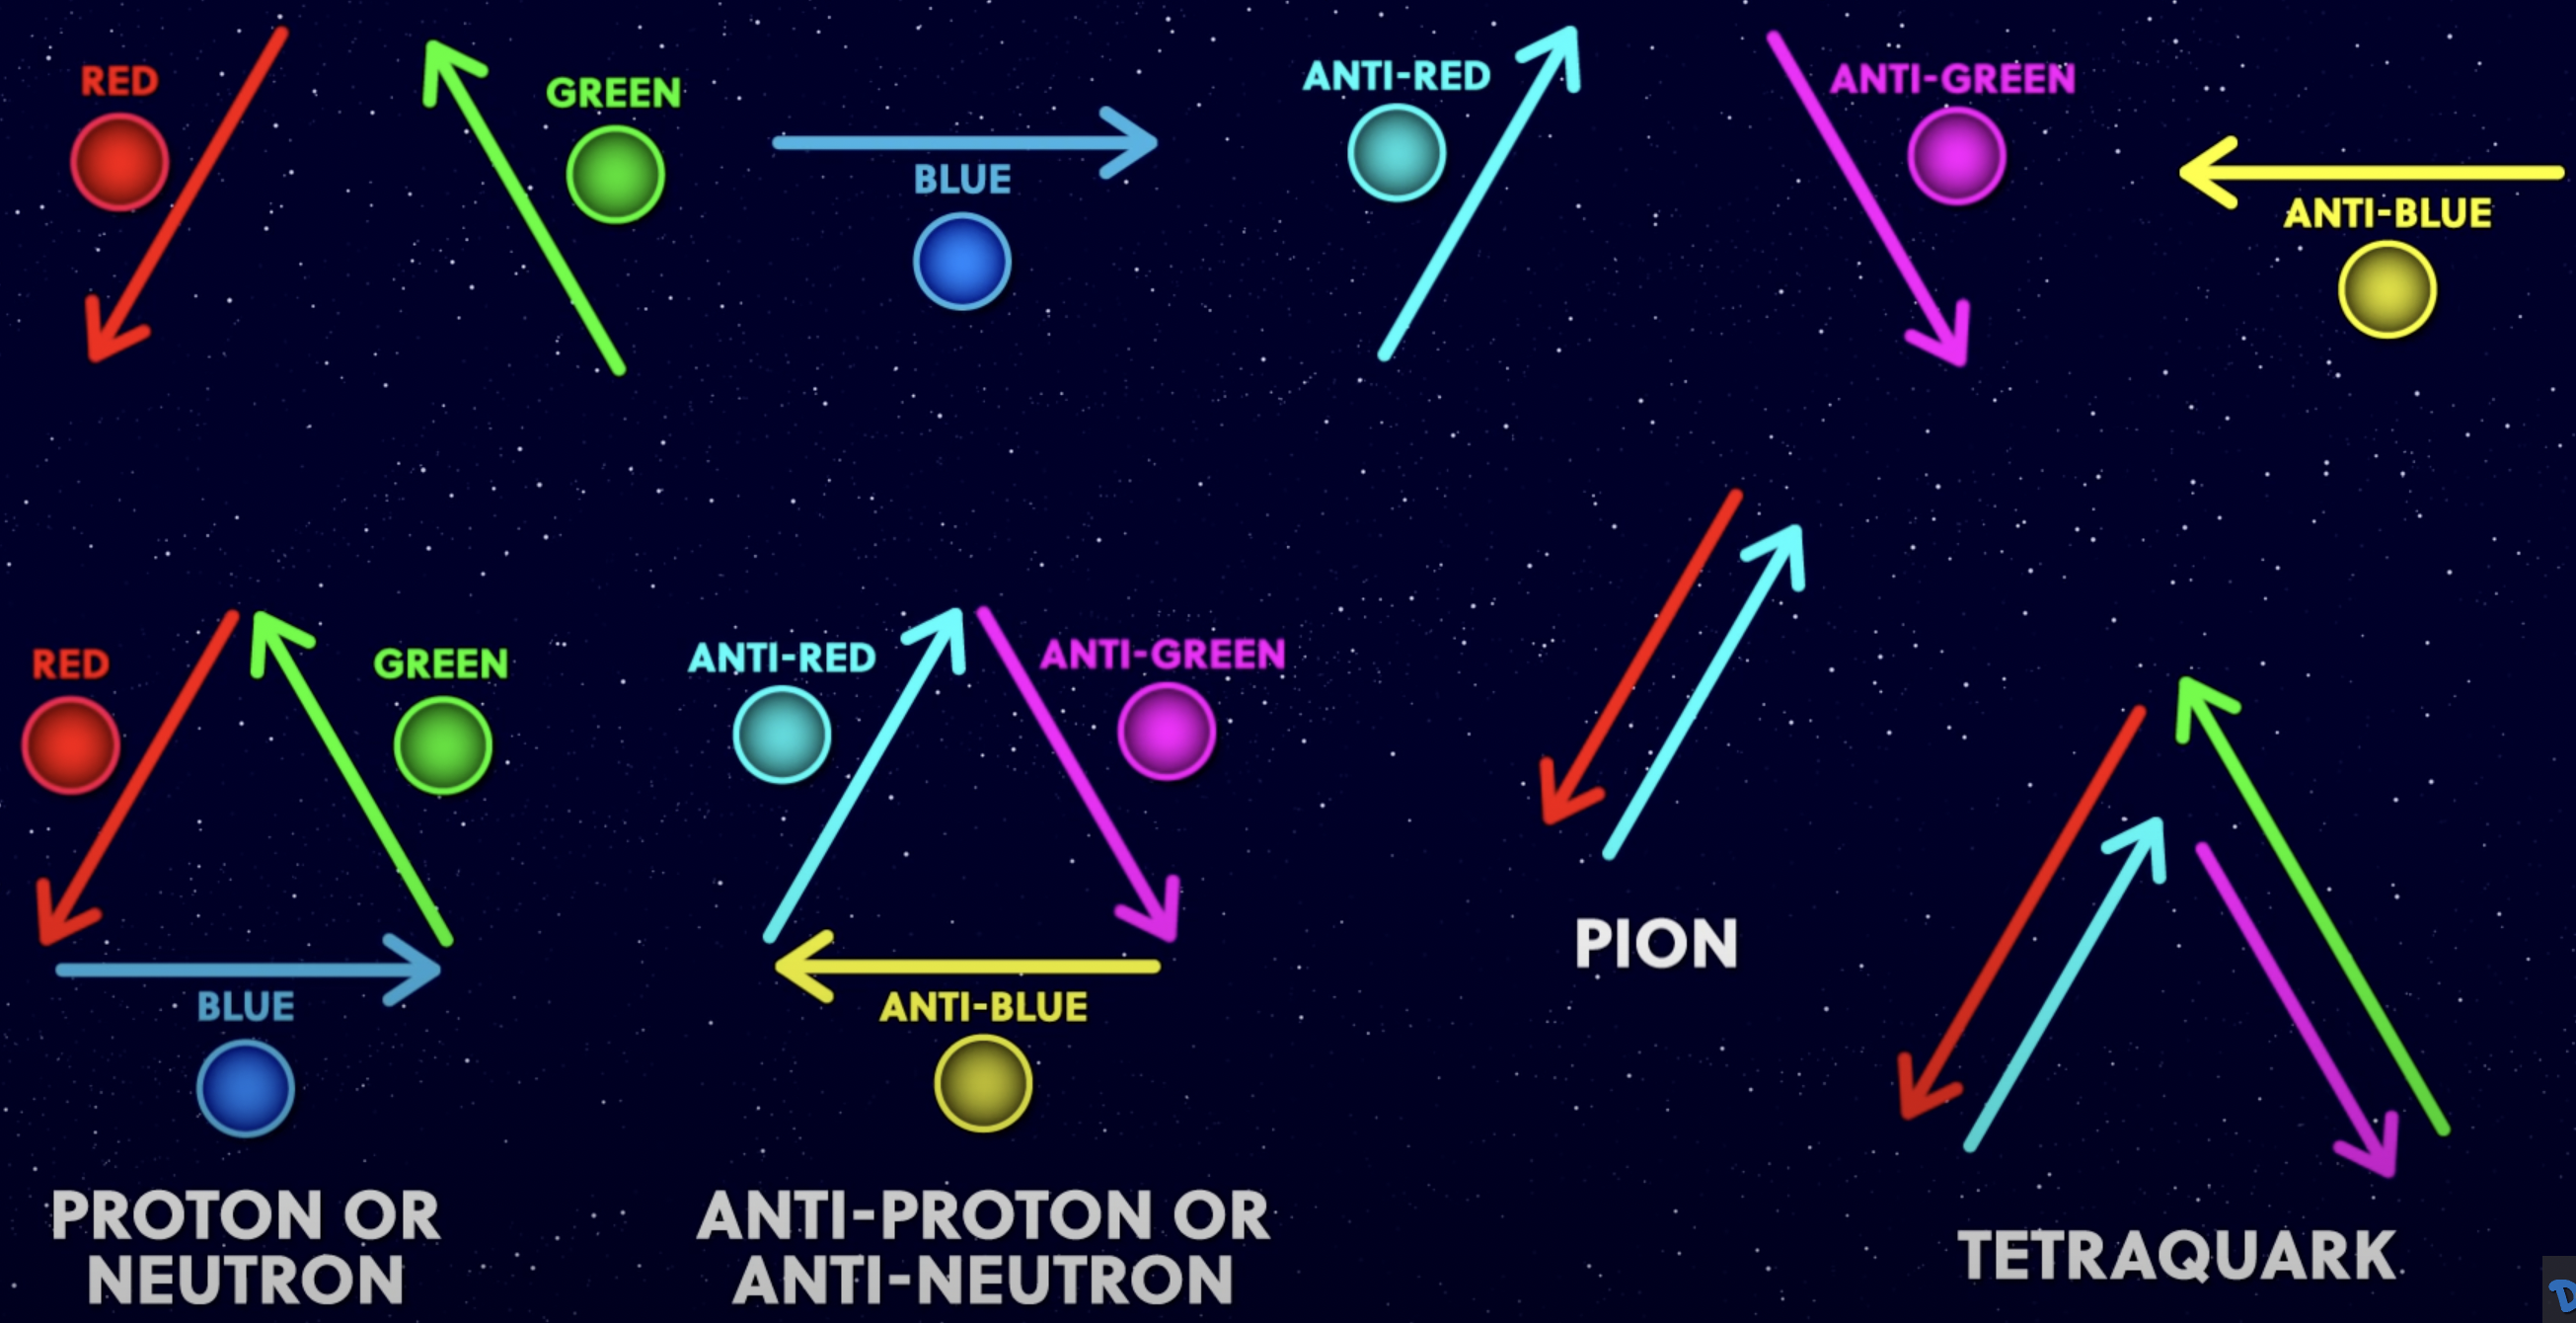 RED
GREEN
BLUE
ANTI-RED
ANTI-GREEN
ANTI-BLUE
RED
GREEN
BLUE
PROTON OR
NEUTRON
ANTI-RED
ANTI-GREEN
ANTI-BLUE
ANTI-PROTON OR
ANTI-NEUTRON
PION
TETRAQUARK